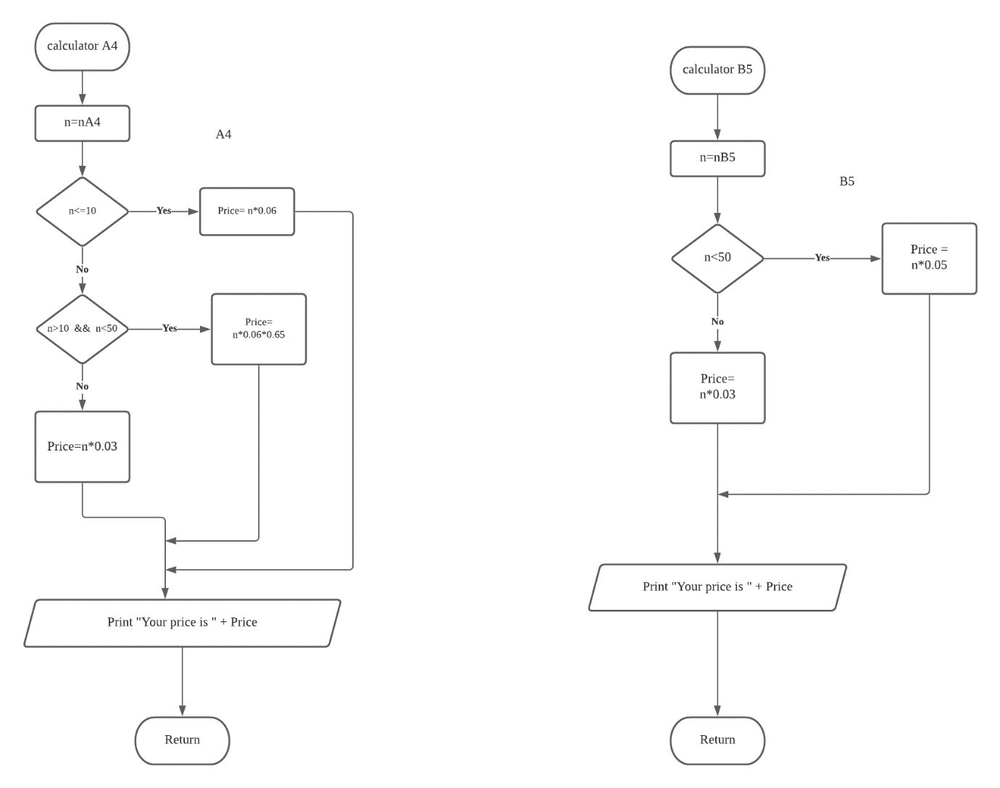 calculator A4
n=nA4
A4
n<=10
Yes
Price= n*0.06
No
n>10  &&  n<50
Yes
Price=
n*0.06*0.65
No
Price=n*0.03
Print "Your price is " + Price
Return
calculator B5
n=nB5
B5
n<50
Yes
Price =
n*0.05
No
Price=
n*0.03
Print "Your price is " + Price
Return